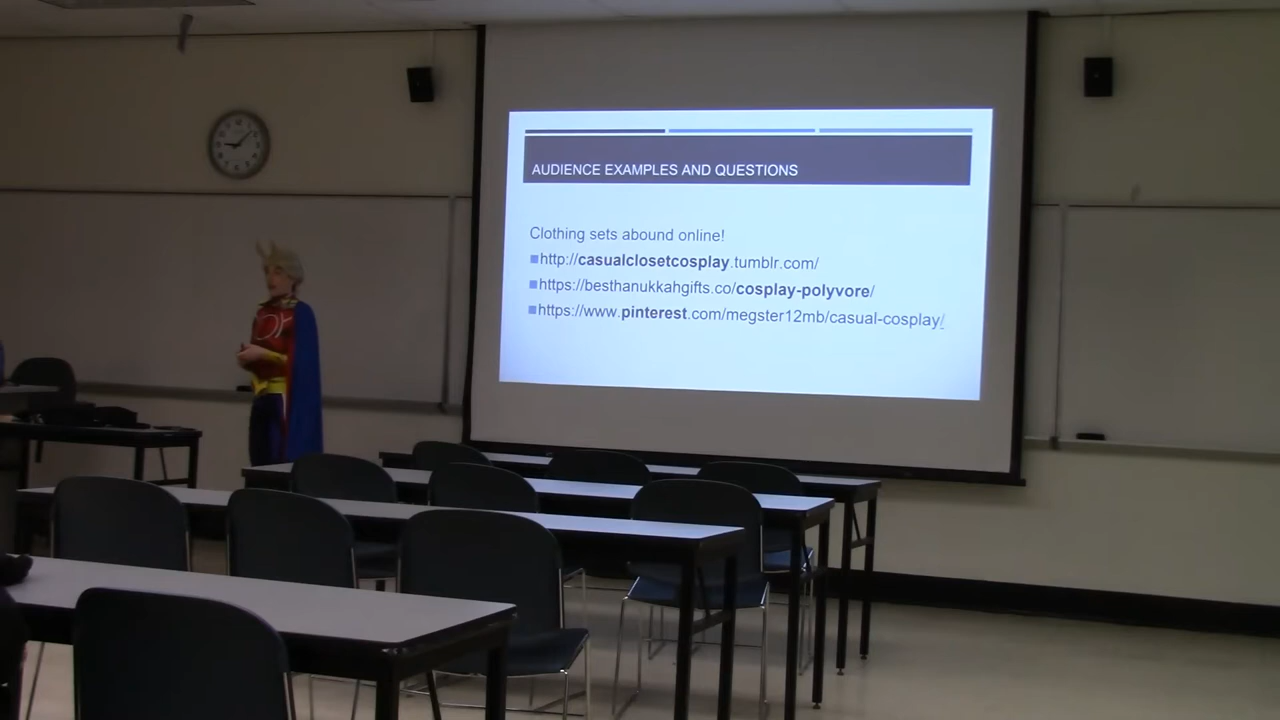 AUDIENCE EXAMPLES AND QUESTIONS
Clothing sets abound online!
http://casualclosetcosplay.tumblr.com/
https://besthanukkahgifts.co/cosplay-polyvore/
https://www.pinterest.com/megster12mb/casual-cosplay/